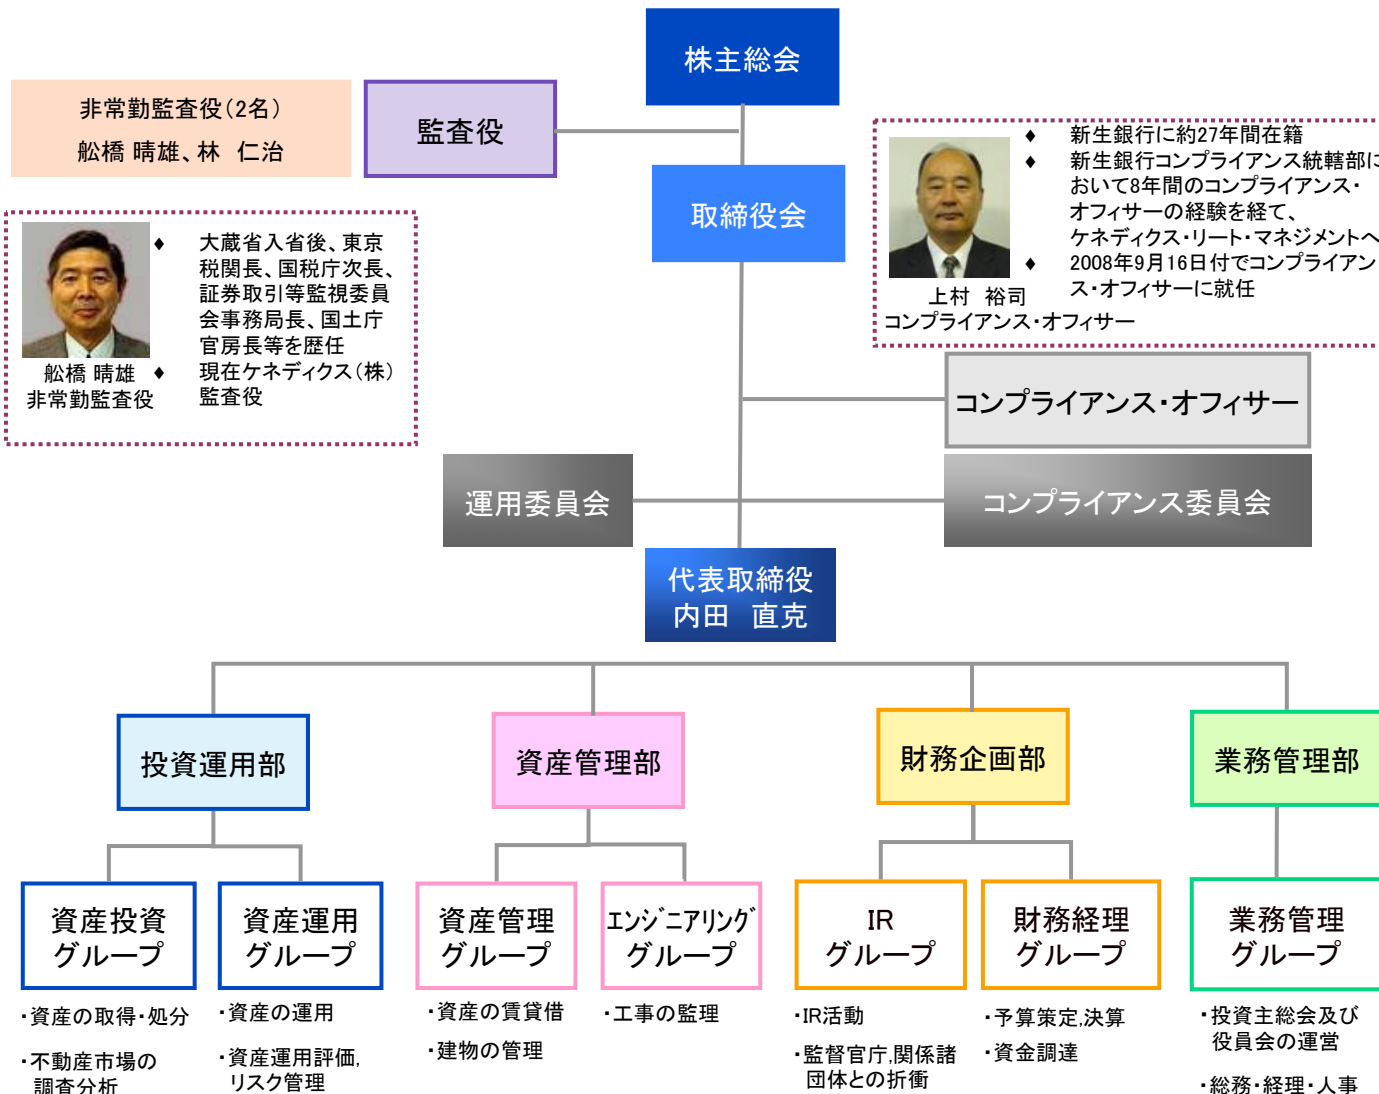 株主総会
非常勤監査役(2名)
舩橋 晴雄、林 仁治
監査役
取締役会
♦ 大蔵省入省後、東京
税関長、国税庁次長、
証券取引等監視委員
会事務局長、国土庁
官房長等を歴任
♦ 現在ケネディクス(株)
監査役
舩橋 晴雄
非常勤監査役
♦ 新生銀行に約27年間在籍
♦ 新生銀行コンプライアンス統轄部に
おいて8年間のコンプライアンス・
オフィサーの経験を経て、
ケネディクス・リート・マネジメントへ
♦ 2008年9月16日付でコンプライアン
ス・オフィサーに就任
上村 裕司
コンプライアンス・オフィサー
コンプライアンス・オフィサー
運用委員会
コンプライアンス委員会
代表取締役
内田 直克
投資運用部
資産管理部
財務企画部
業務管理部
資産投資
グループ
・資産の取得・処分
・不動産市場の
調査分析
資産運用
グループ
・資産の運用
・資産運用評価,
リスク管理
資産管理
グループ
・資産の賃貸借
・建物の管理
エンジニアリング
グループ
・工事の監理
IR
グループ
・IR活動
・監督官庁,関係諸
団体との折衝
財務経理
グループ
・予算策定,決算
・資金調達
業務管理
グループ
・投資主総会及び
役員会の運営
・総務・経理・人事